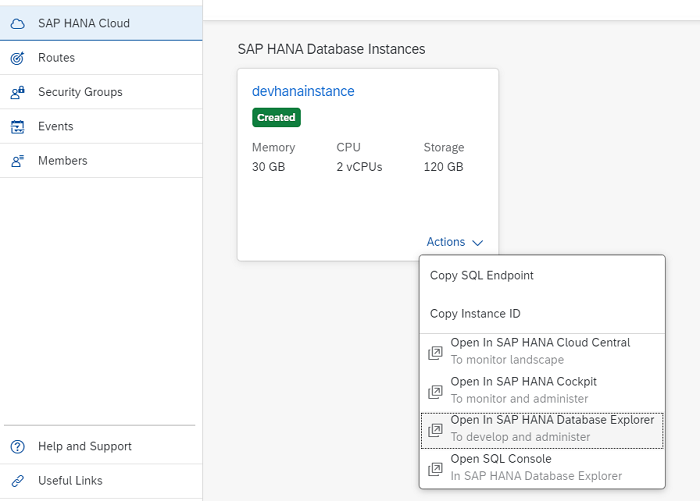 SAP HANA Cloud
Routes
Security Groups
Events
Members
Help and Support
Useful Links
SAP HANA Database Instances
devhanainstance
Created
Memory CPU Storage
30 GB 2 vCPUs 120 GB
Actions
Copy SQL Endpoint
Copy Instance ID
Open In SAP HANA Cloud Central
To monitor landscape
Open In SAP HANA Cockpit
To monitor and administer
Open In SAP HANA Database Explorer
To develop and administer
Open SQL Console
In SAP HANA Database Explorer